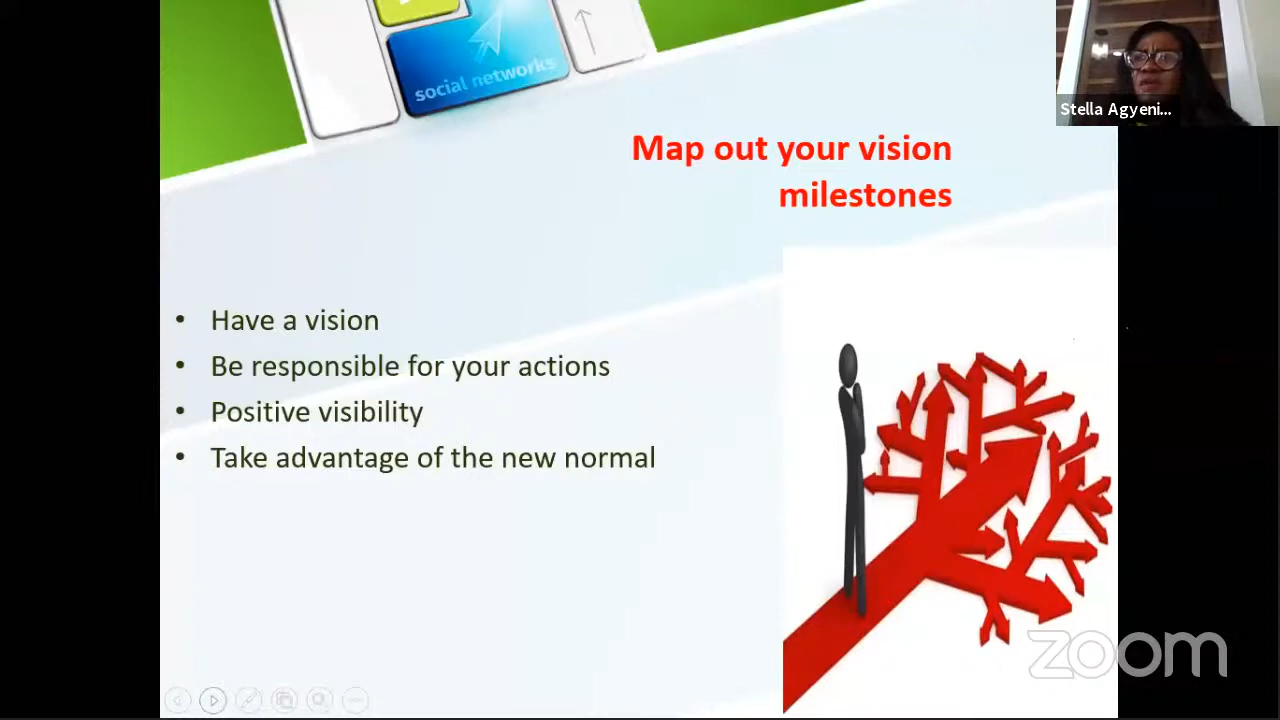 social networks
Stella Agyeni...
Map out your vision
milestones
• Have a vision
• Be responsible for your actions
• Positive visibility
• Take advantage of the new normal
zoom